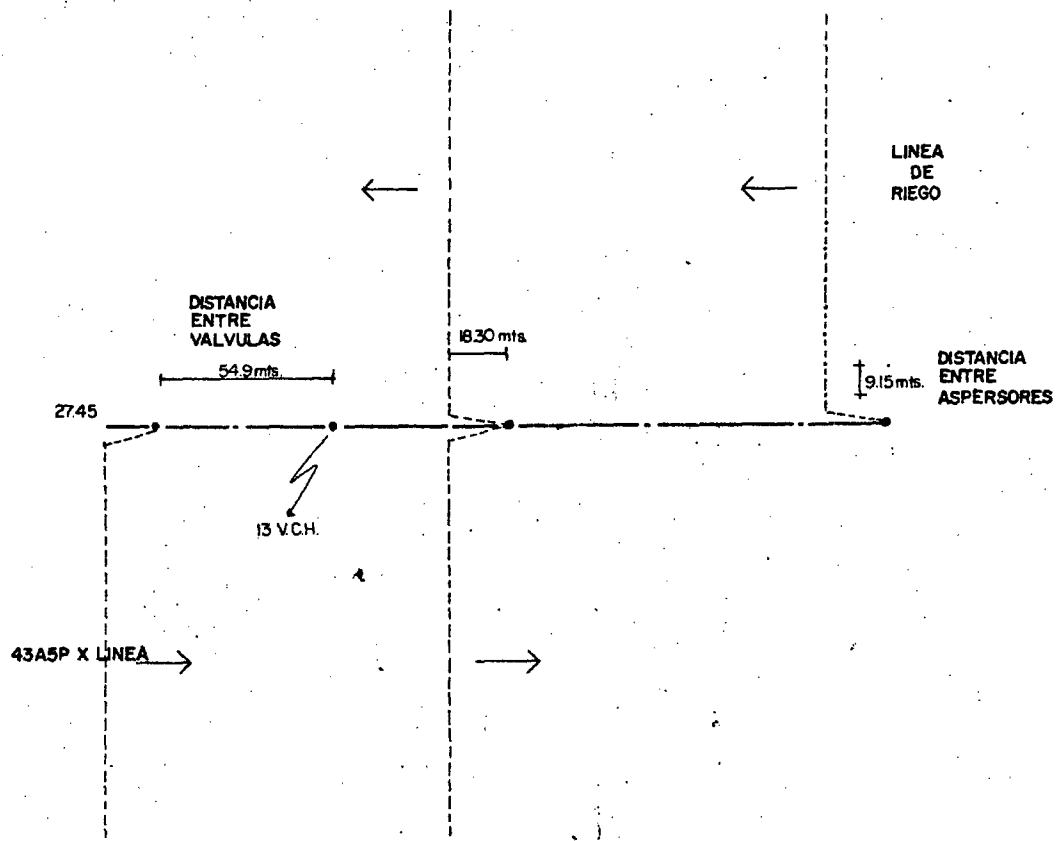 LINEA
DE
RIEGO
DISTANCIA
ENTRE
VALVULAS
18.30 mts.
54.9 mts.
9.15 mts.
DISTANCIA
ENTRE
ASPERSORES
27.45
13 V.C.H.
43A5P X LINEA